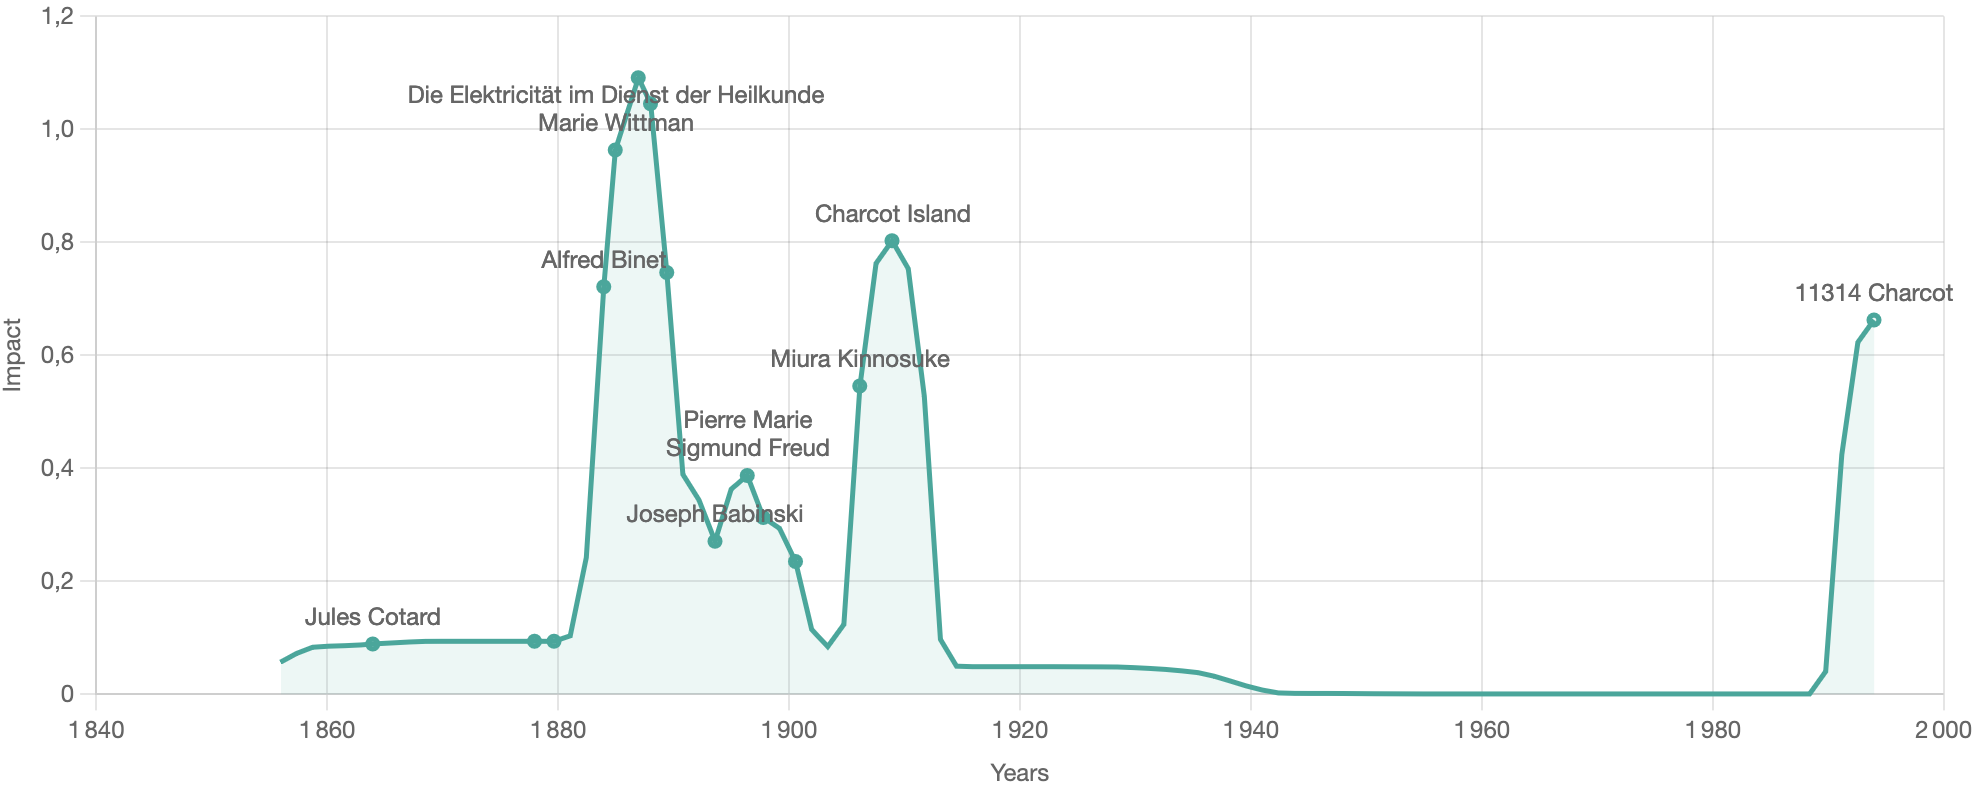 1,2
Die Elektricität im Dienst der Heilkunde
Marie Wittman
1,0
Charcot Island
0,8
Alfred Binet
11314 Charcot
Miura Kinnosuke
0,6
Impact
Pierre Marie
Sigmund Freud
0,4
Joseph Babinski
0,2
Jules Cotard
0
1 840 1 860 1 880 1 900 1 920 1 940 1 960 1 980 2 000
Years